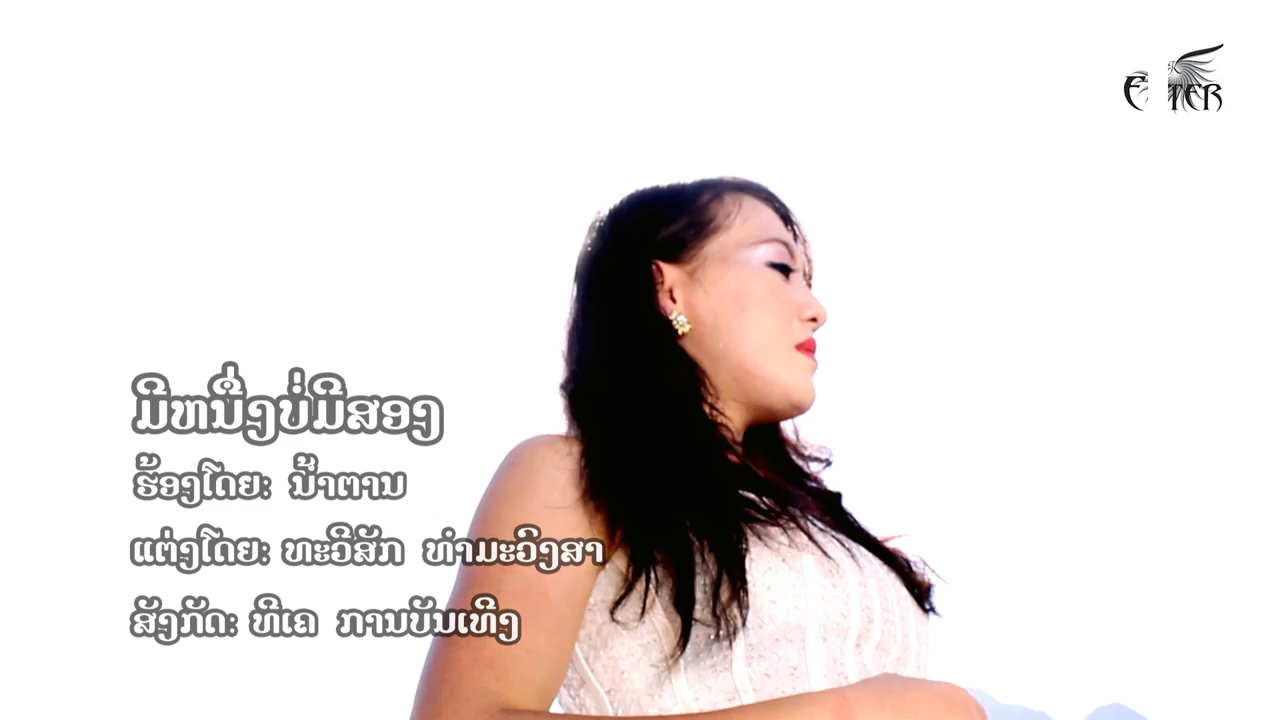 ມີຫນຶ່ງບໍ່ມີສອງ
ຮ້ອງໂດຍ: ນ້ຳຕານ
ແຕ່ງໂດຍ: ທະວີສັກ ທຳມະວົງສາ
ສັງກັດ: ທີເຄ ການບັນເທີງ